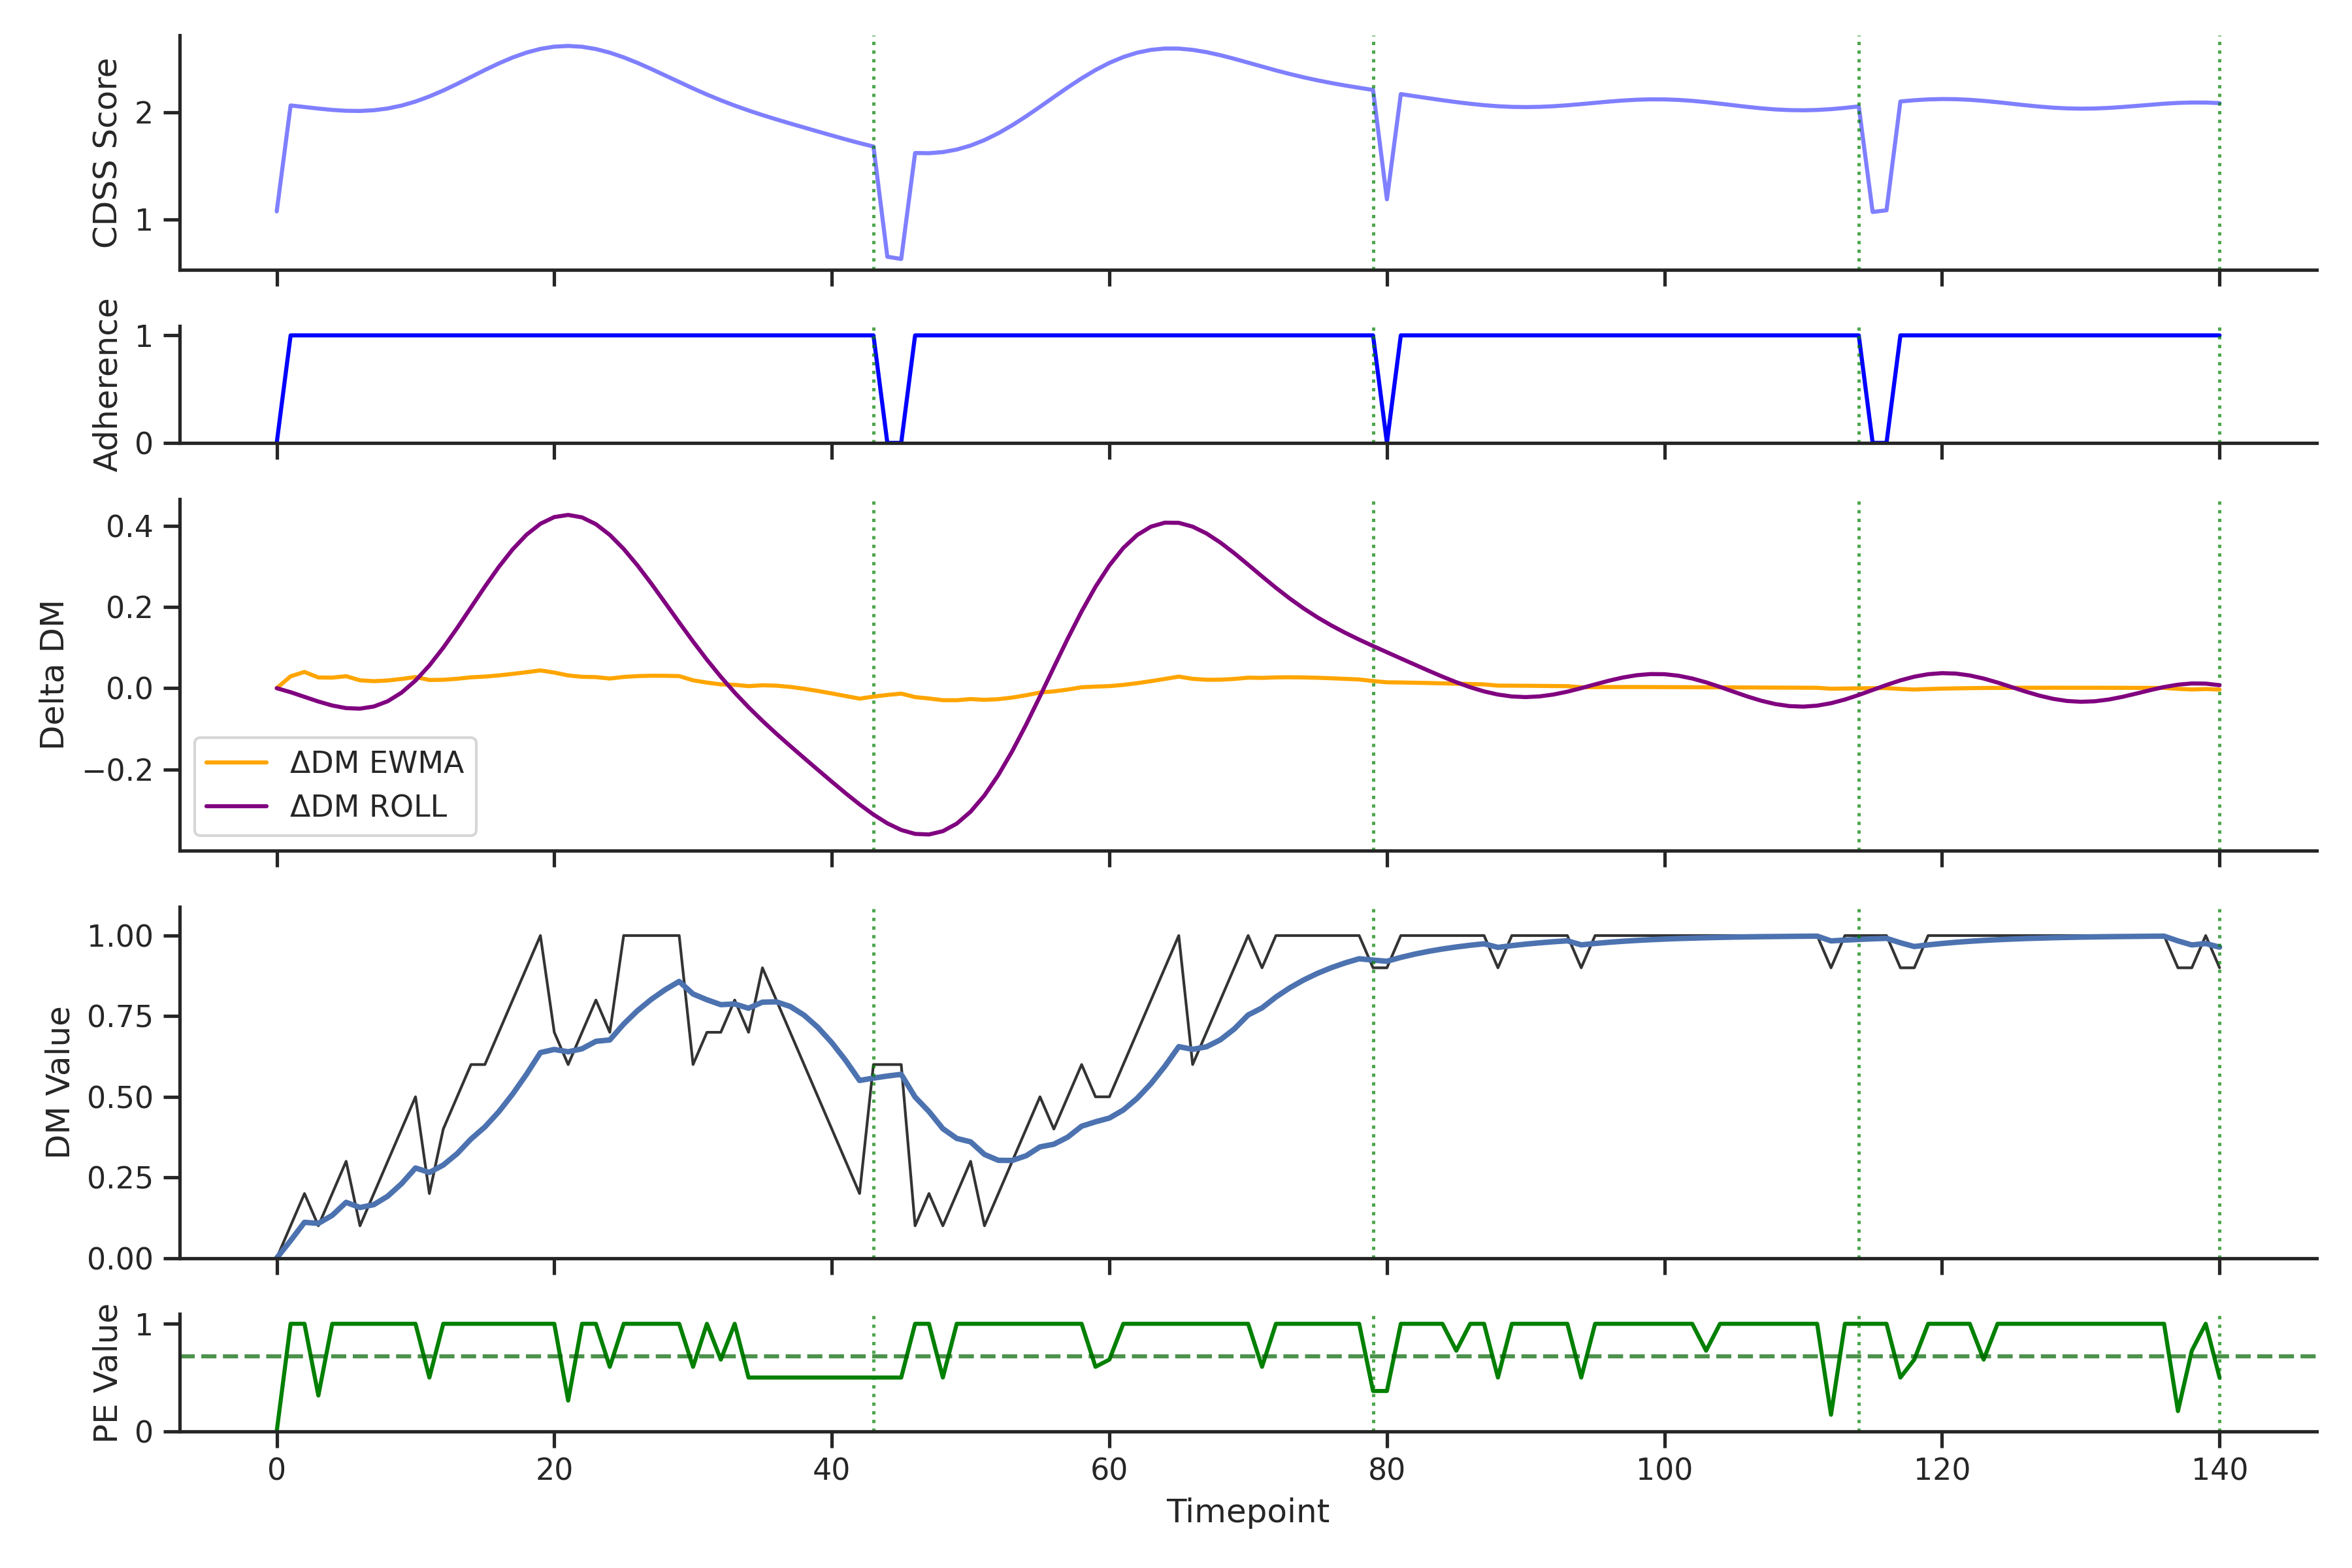 CDSS Score
2
1
Adherence
1
0
Delta DM
0.4
0.2
0.0
−0.2
ΔDM EWMA
ΔDM ROLL
DM Value
1.00
0.75
0.50
0.25
0.00
PE Value
1
0
0 20 40 60 80 100 120 140
Timepoint